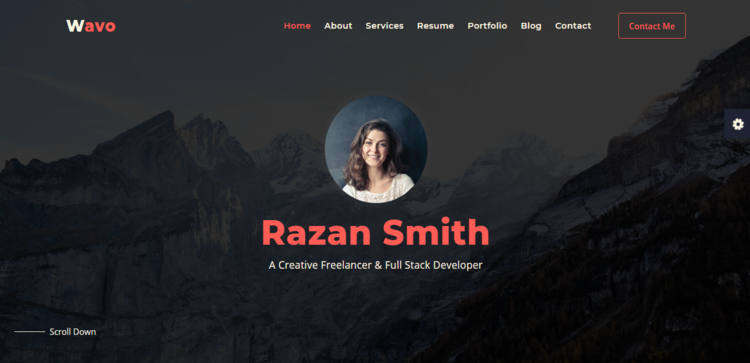 Wavo Home About Services Resume Portfolio Blog Contact Contact Me
Razan Smith
A Creative Freelancer & Full Stack Developer
Scroll Down